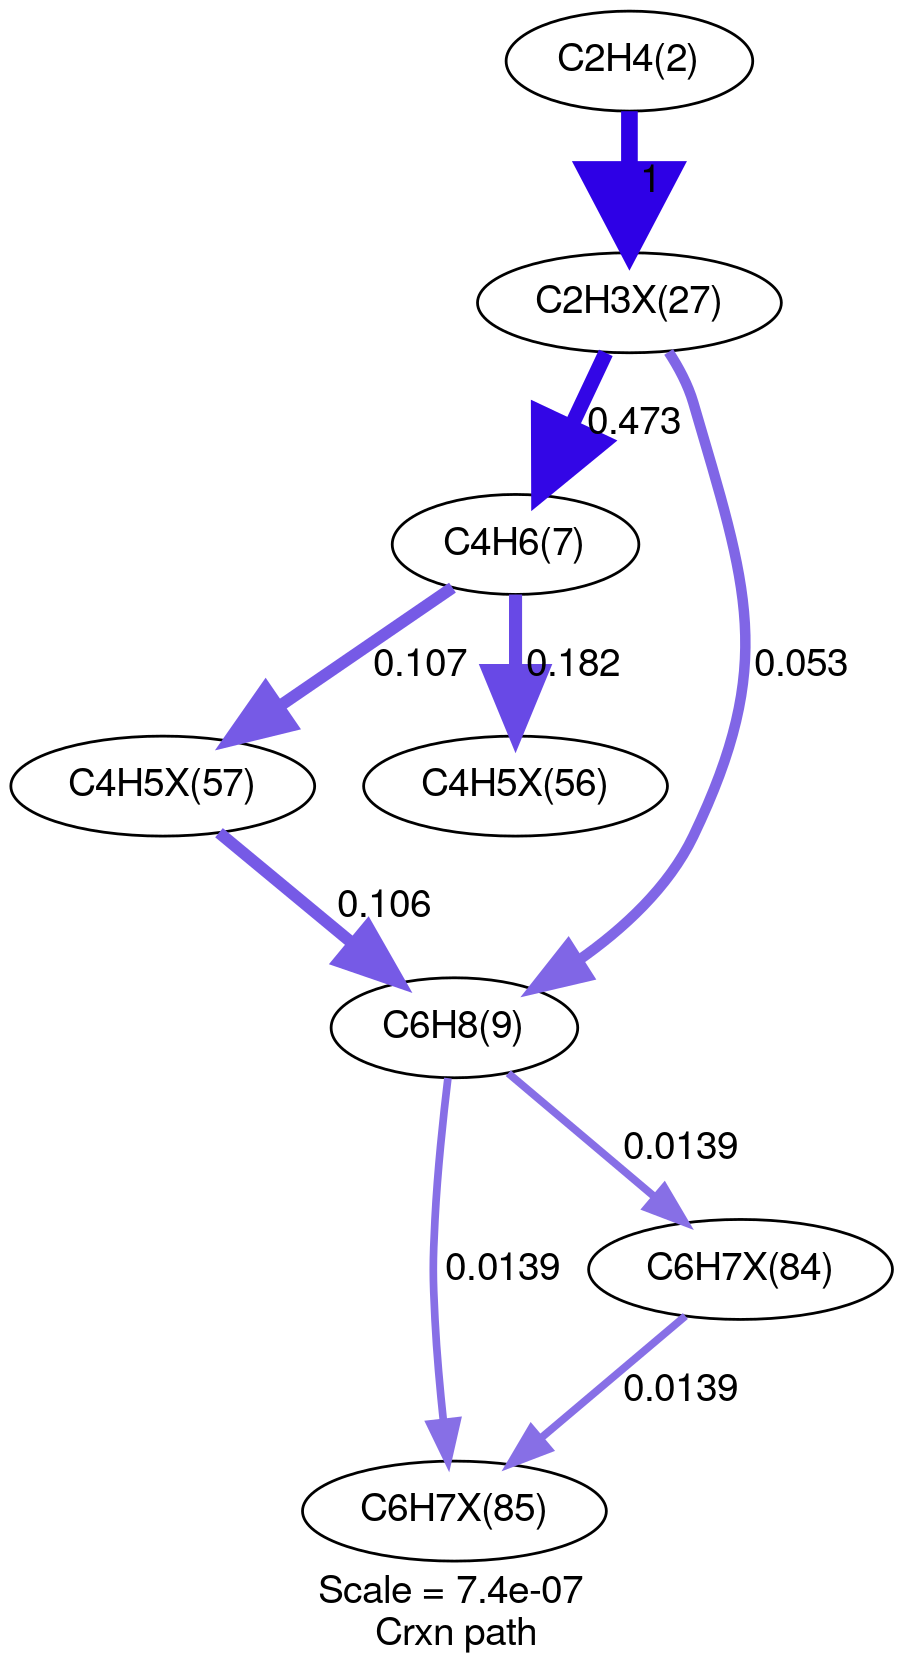 C2H4(2)
1
C2H3X(27)
0.473
C4H6(7)
0.107
0.182
0.053
C4H5X(57)
C4H5X(56)
0.106
C6H8(9)
0.0139
0.0139
C6H7X(84)
0.0139
C6H7X(85)
Scale = 7.4e-07
Crxn path